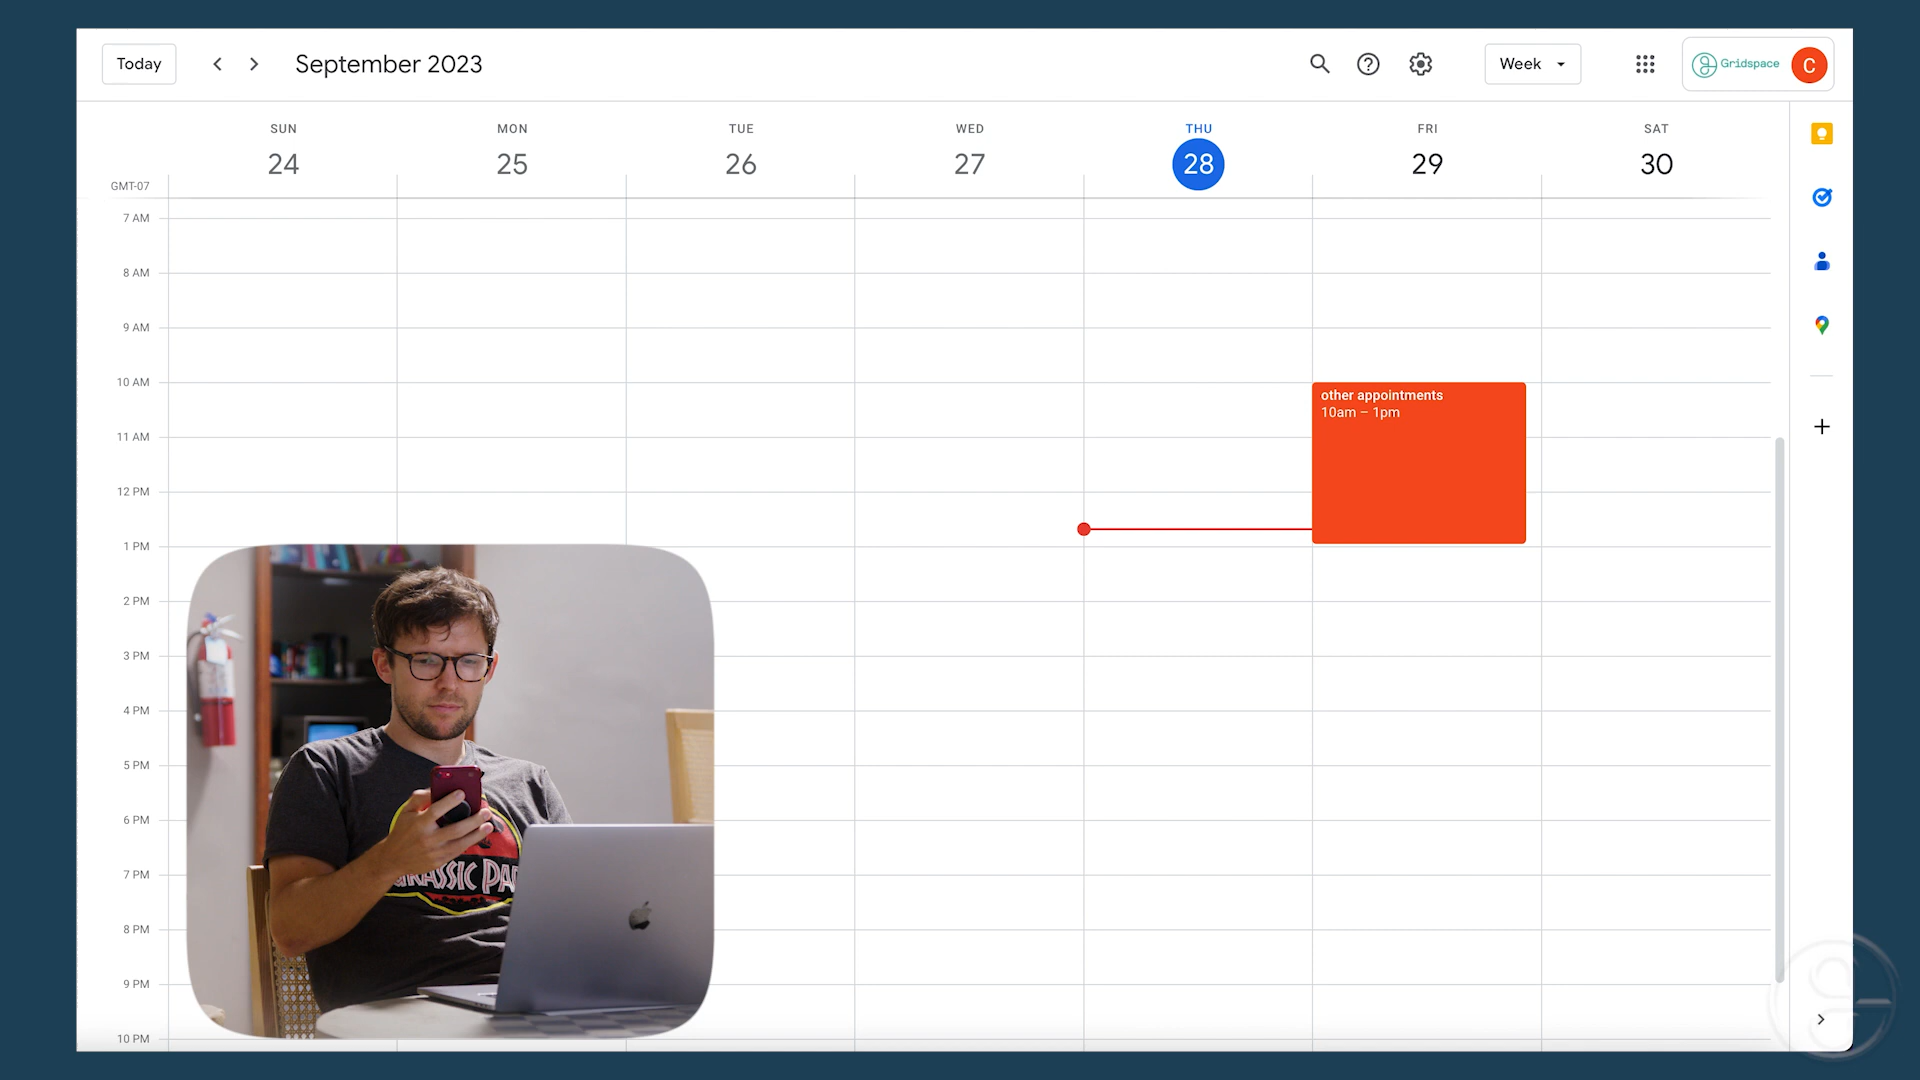 Today
September 2023
Week
Gridspace
C
SUN
24
MON
25
TUE
26
WED
27
THU
28
FRI
29
SAT
30
GMT-07
7 AM
8 AM
9 AM
10 AM
11 AM
12 PM
1 PM
2 PM
3 PM
4 PM
5 PM
6 PM
7 PM
8 PM
9 PM
10 PM
other appointments
10am – 1pm
RASSIC PA